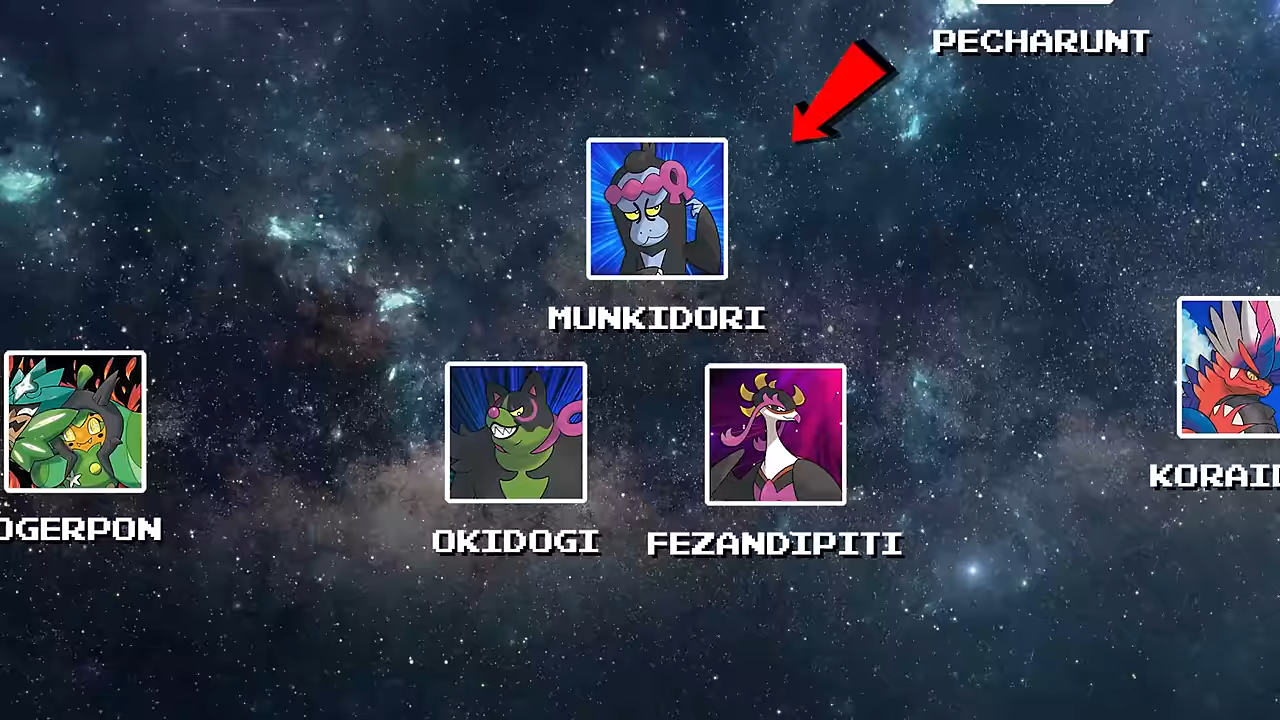 PECHARUNT
MUNKIDORI
KORAID
OGERPON
OKIDOGI
FEZANDIPITI